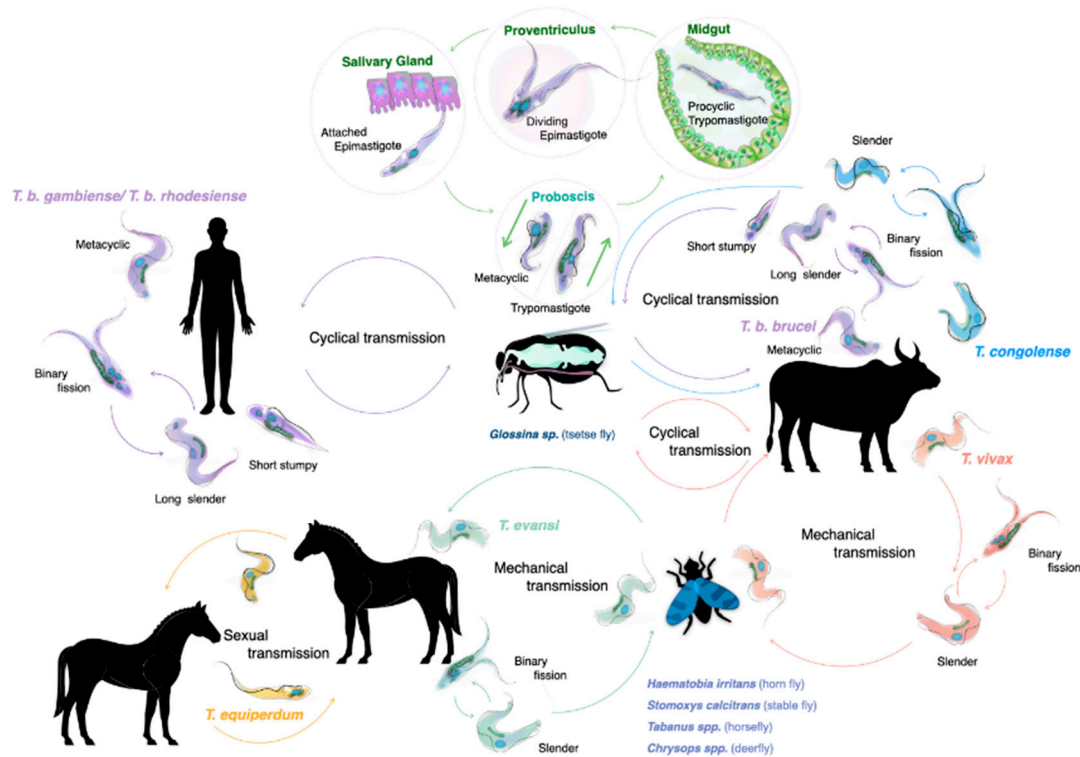 Proventriculus
Midgut
Salivary Gland
Procyclic
Trypomastigote
Dividing
Epimastigote
Attached
Epimastigote
Slender
T. b. gambiense/ T. b. rhodesiense
Proboscis
Metacyclic
Short stumpy
Binary
fission
Long slender
Metacyclic
Trypomastigote
Cyclical transmission
T. b. brucei
Metacyclic
T. congolense
Cyclical transmission
Binary
fission
Glossina sp. (tsetse fly)
Cyclical
transmission
T. vivax
Short stumpy
Long slender
T. evansi
Mechanical
transmission
Binary
fission
Mechanical
transmission
Sexual
transmission
Binary
fission
Slender
Haematobia irritans (horn fly)
Stomoxys calcitrans (stable fly)
Tabanus spp. (horsefly)
Chrysops spp. (deerfly)
T. equiperdum
Slender